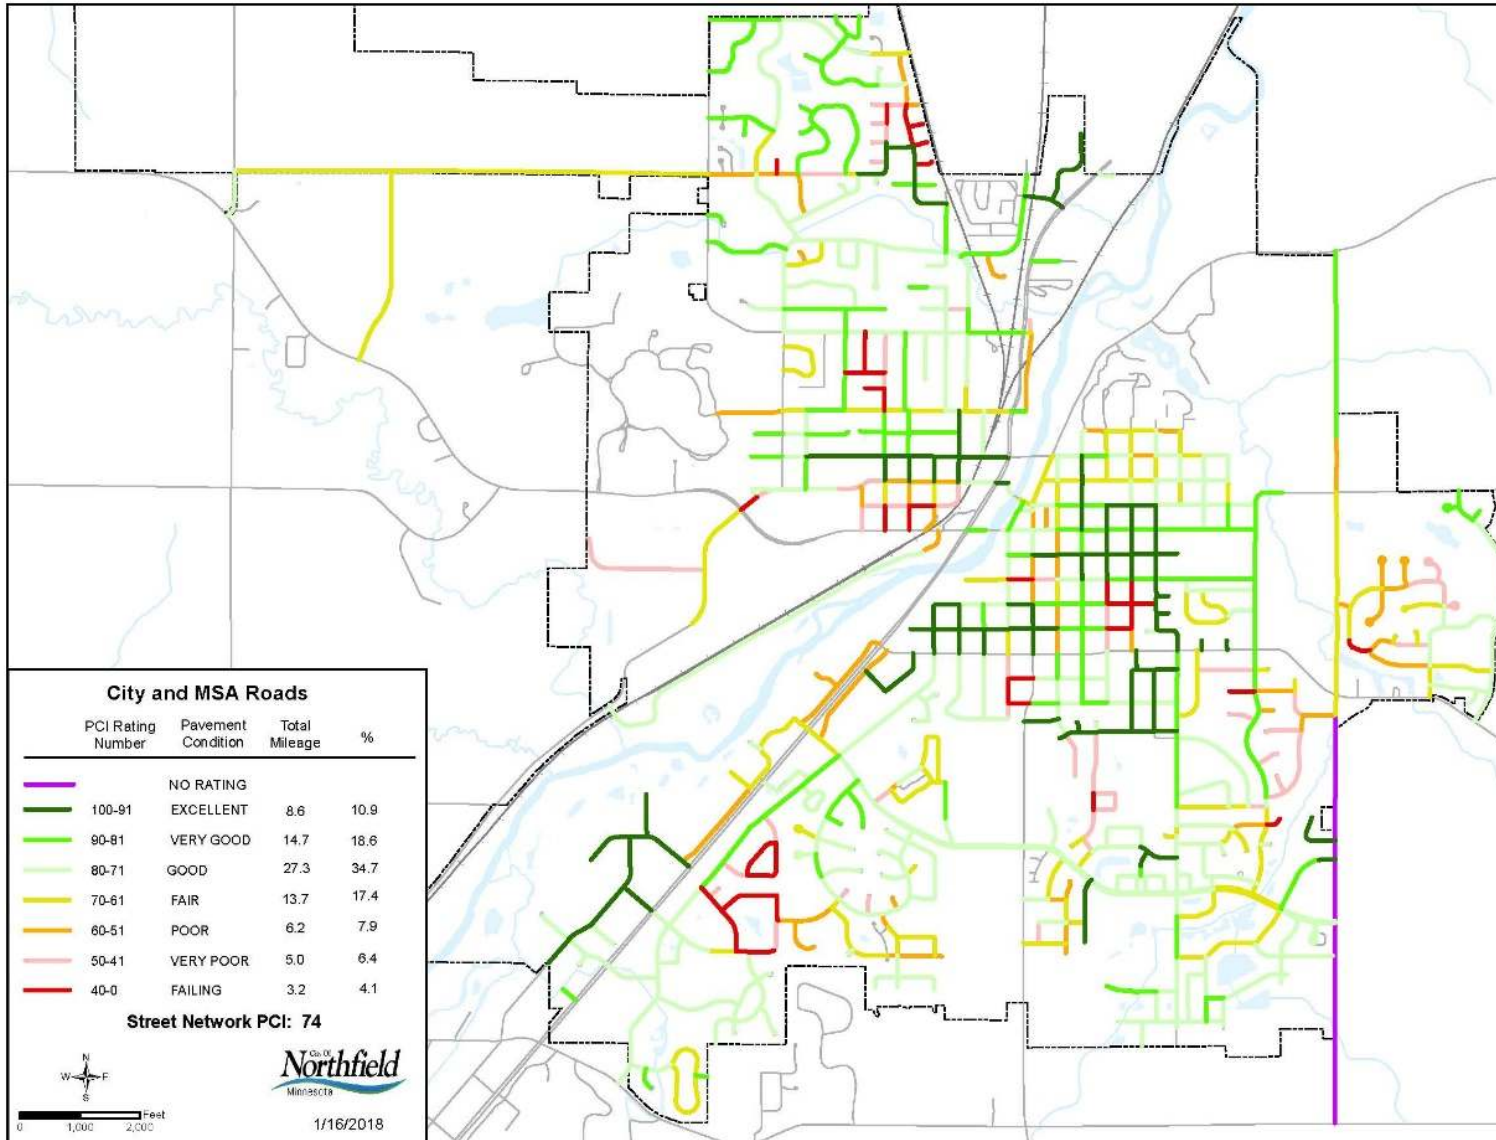 City and MSA Roads
PCI Rating Number Pavement Condition Total Mileage %
NO RATING
100-91 EXCELLENT 8.6 10.9
90-81 VERY GOOD 14.7 18.6
80-71 GOOD 27.3 34.7
70-61 FAIR 13.7 17.4
60-51 POOR 6.2 7.9
50-41 VERY POOR 5.0 6.4
40-0 FAILING 3.2 4.1
Street Network PCI: 74
N
W E
S
City Of
Northfield
Minnesota
Feet
0 1,000 2,000
1/16/2018